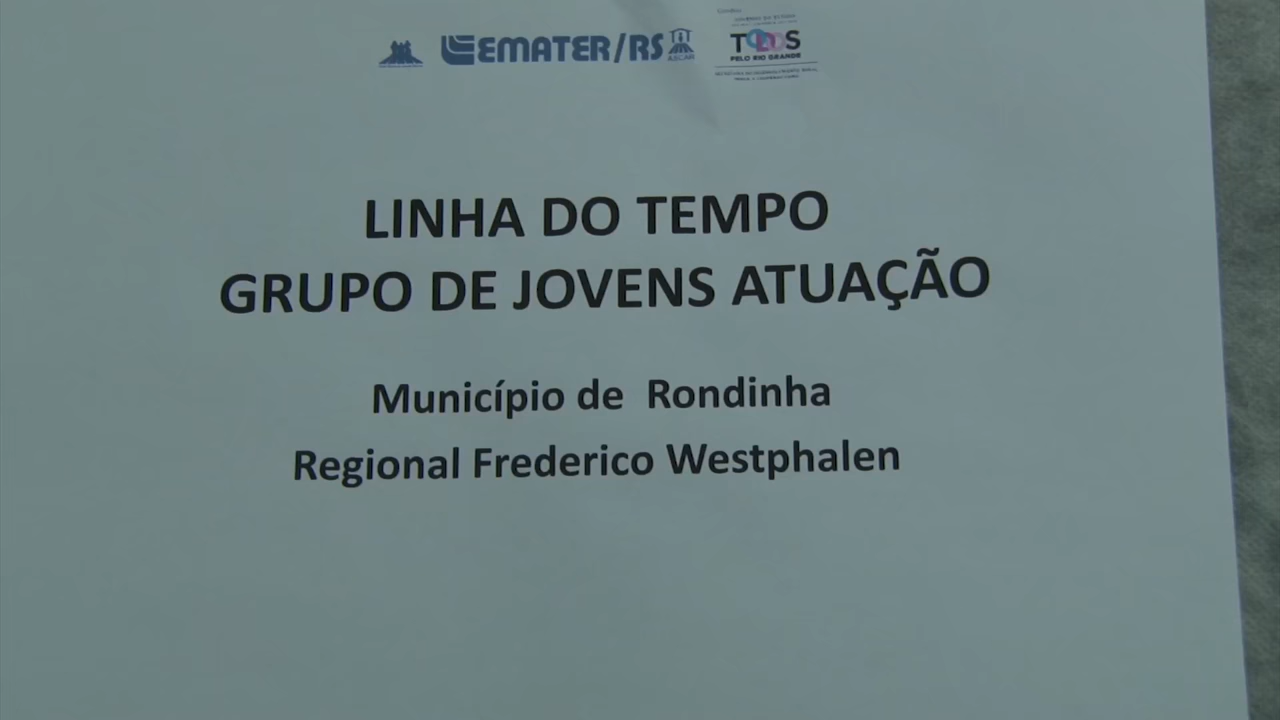 EMATER/RS
ASCAR
TODOS
PELO RIO GRANDE
LINHA DO TEMPO
GRUPO DE JOVENS ATUAÇÃO
Município de Rondinha
Regional Frederico Westphalen